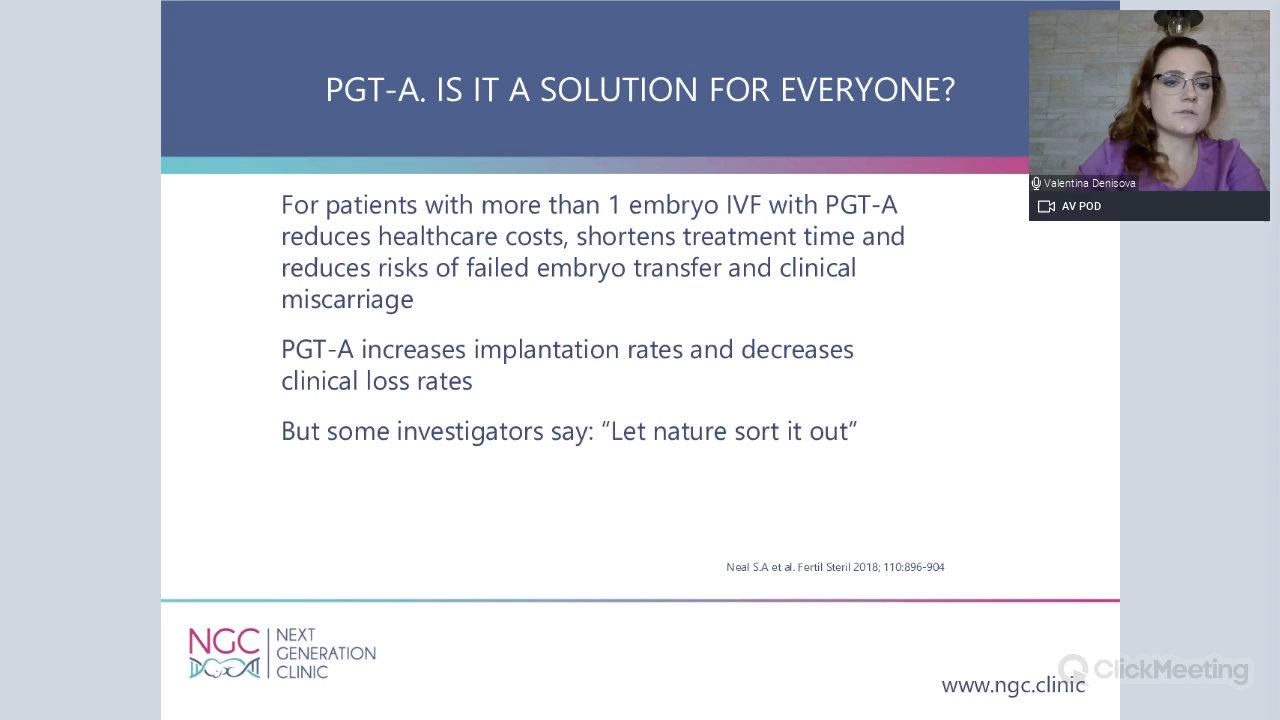 PGT-A. IS IT A SOLUTION FOR EVERYONE?
Valentina Denisova
AV POD
For patients with more than 1 embryo IVF with PGT-A
reduces healthcare costs, shortens treatment time and
reduces risks of failed embryo transfer and clinical
miscarriage
PGT-A increases implantation rates and decreases
clinical loss rates
But some investigators say: “Let nature sort it out”
Neal S.A et al. Fertil Steril 2018; 110:896-904
NGC
NEXT
GENERATION
CLINIC
ClickMeeting
www.ngc.clinic